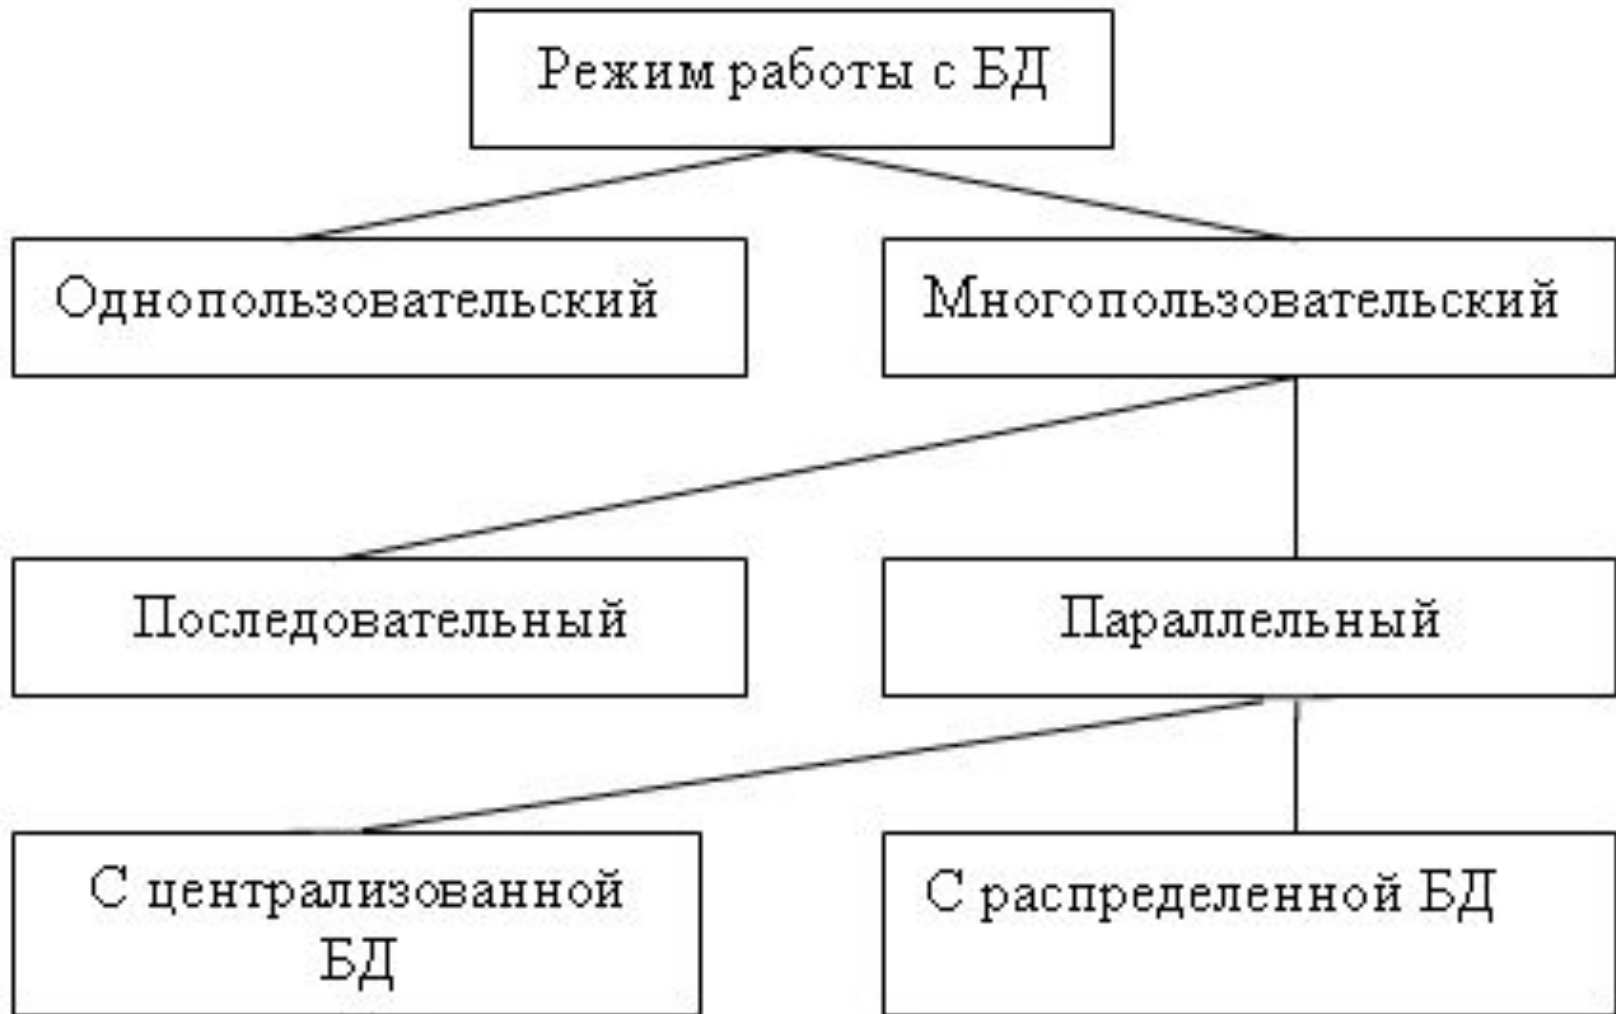 Режим работы с БД
Однопользовательский
Многопользовательский
Последовательный
Параллельный
С централизованной
БД
С распределенной БД